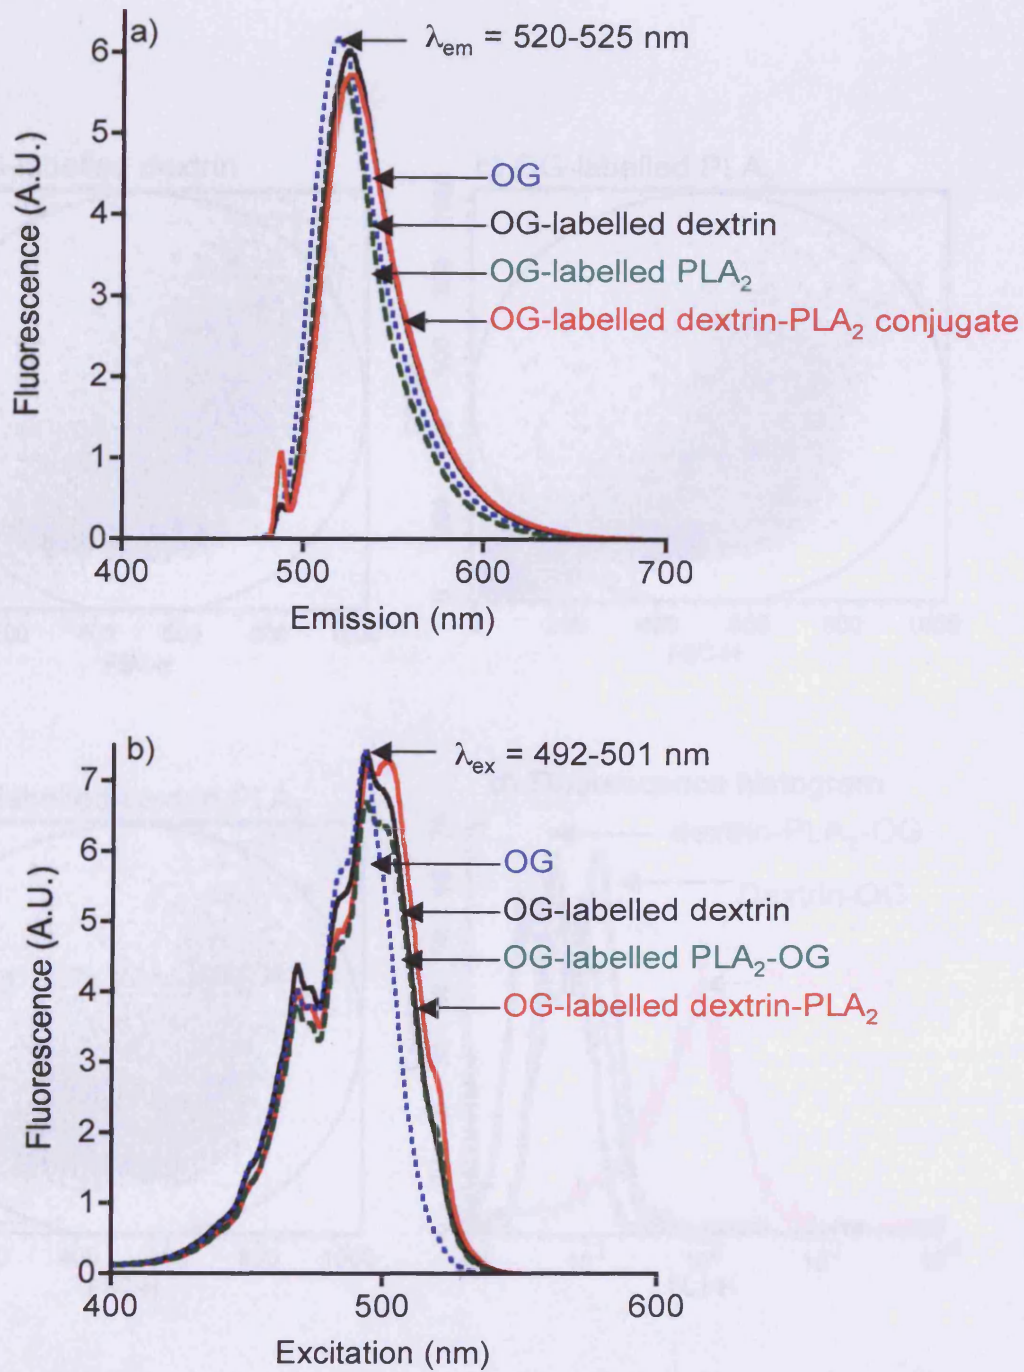 a)
λem = 520-525 nm
6
5
4
3
2
1
0
Fluorescence (A.U.)
OG
OG-labelled dextrin
OG-labelled PLA2
OG-labelled dextrin-PLA2 conjugate
400
500
600
700
Emission (nm)
b)
λex = 492-501 nm
7
6
5
4
3
2
1
0
Fluorescence (A.U.)
OG
OG-labelled dextrin
OG-labelled PLA2-OG
OG-labelled dextrin-PLA2
400
500
600
Excitation (nm)